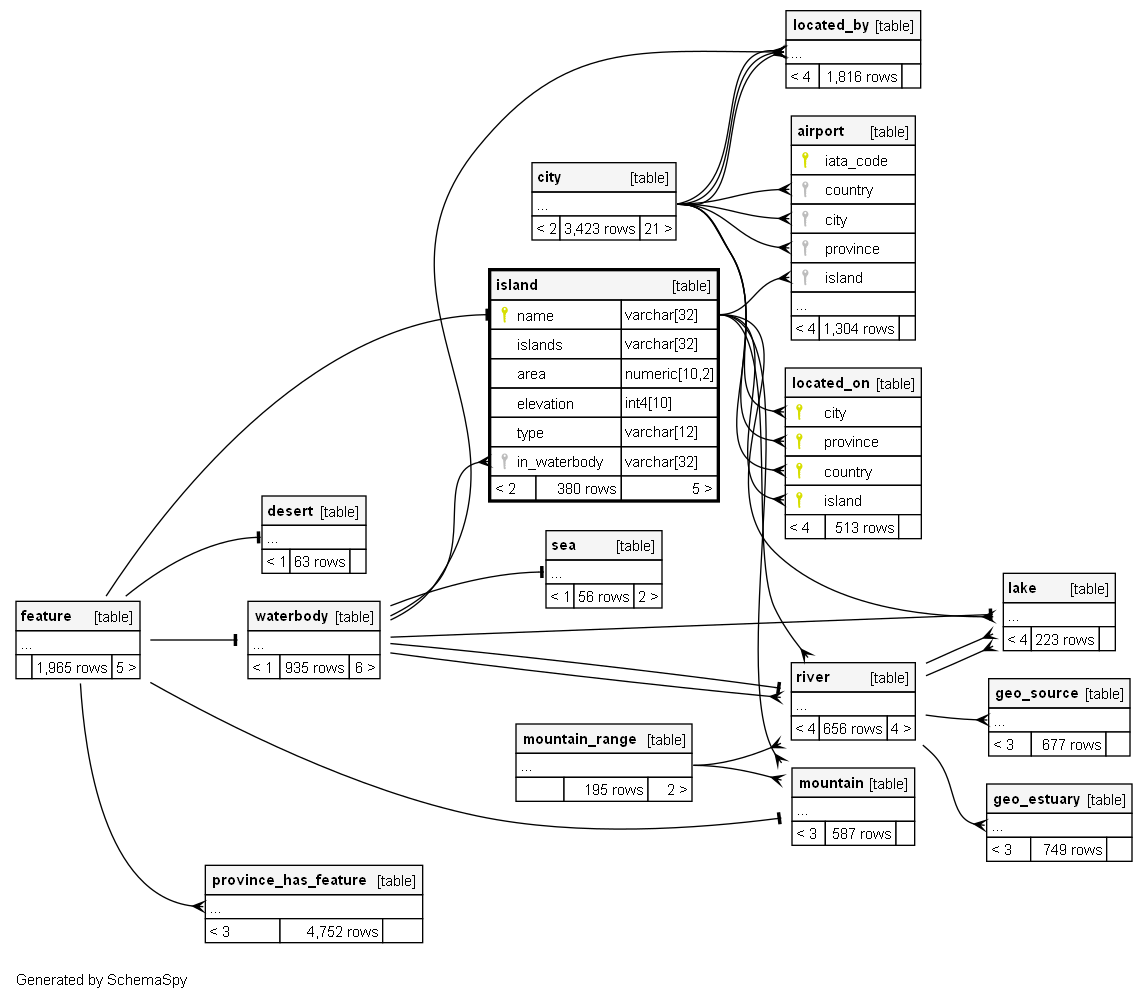 located_by [table]
...
< 4 1,816 rows
airport [table]
iata_code
country
city
province
island
...
< 4 1,304 rows
city [table]
...
< 2 3,423 rows 21 >
island [table]
name varchar[32]
islands varchar[32]
area numeric[10,2]
elevation int4[10]
type varchar[12]
in_waterbody varchar[32]
< 2 380 rows 5 >
located_on [table]
city
province
country
island
< 4 513 rows
desert [table]
...
< 1 63 rows
sea [table]
...
< 1 56 rows 2 >
feature [table]
...
1,965 rows 5 >
waterbody [table]
...
< 1 935 rows 6 >
lake [table]
...
< 4 223 rows
river [table]
...
< 4 656 rows 4 >
geo_source [table]
...
< 3 677 rows
mountain_range [table]
...
195 rows 2 >
mountain [table]
...
< 3 587 rows
geo_estuary [table]
...
< 3 749 rows
province_has_feature [table]
...
< 3 4,752 rows
Generated by SchemaSpy